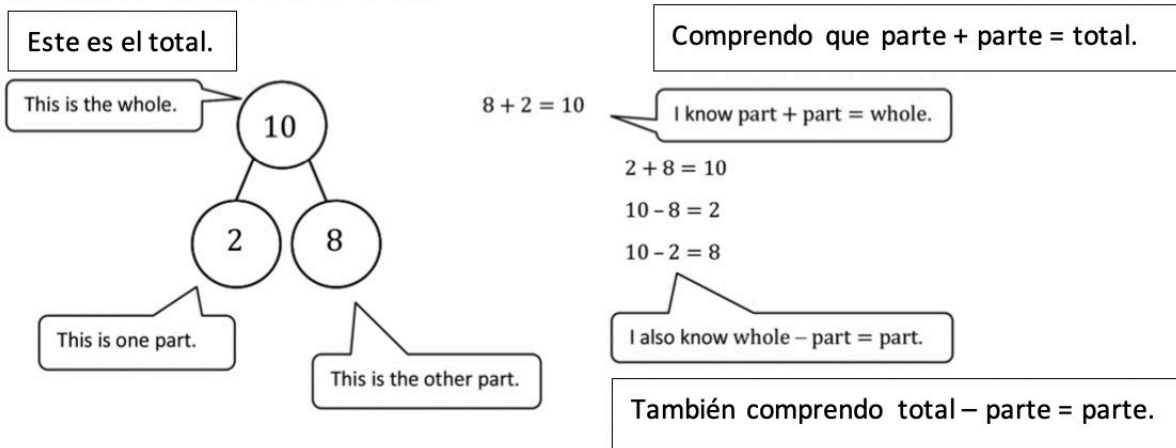 Este es el total.
Comprendo que parte + parte = total.
This is the whole.
10
8 + 2 = 10
I know part + part = whole.
2 + 8 = 10
10 – 8 = 2
2
8
10 – 2 = 8
This is one part.
I also know whole – part = part.
This is the other part.
También comprendo total – parte = parte.